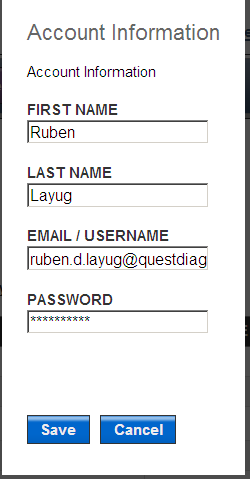 Account Information
Account Information
FIRST NAME
Ruben
LAST NAME
Layug
EMAIL / USERNAME
ruben.d.layug@questdiag
PASSWORD
**********
Save Cancel